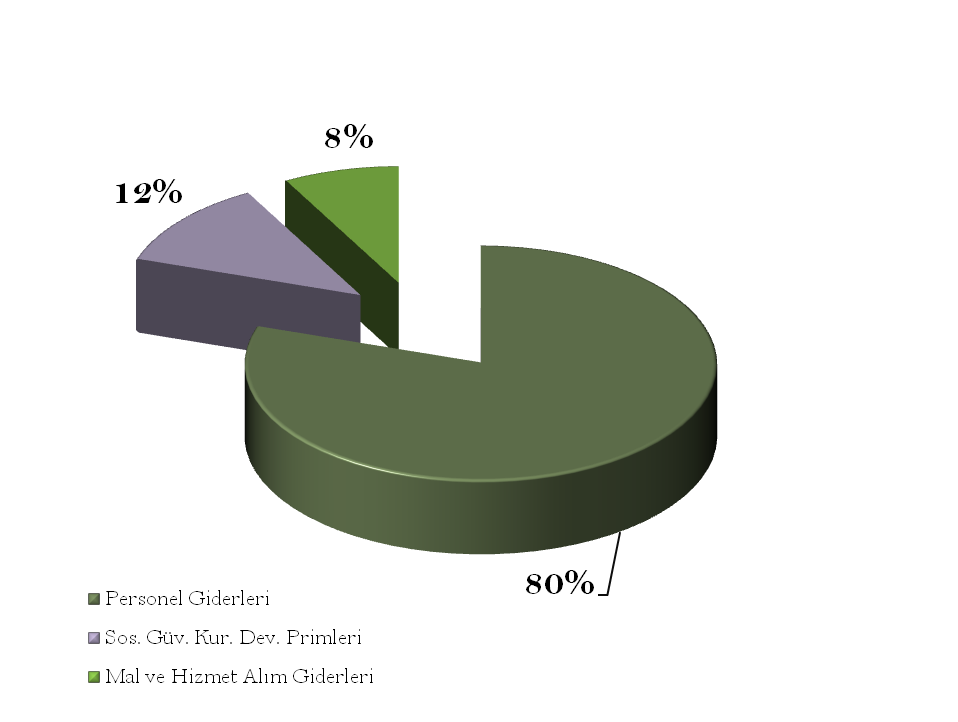 8%
12%
80%
Personel Giderleri
Sos. Güv. Kur. Dev. Primleri
Mal ve Hizmet Alım Giderleri